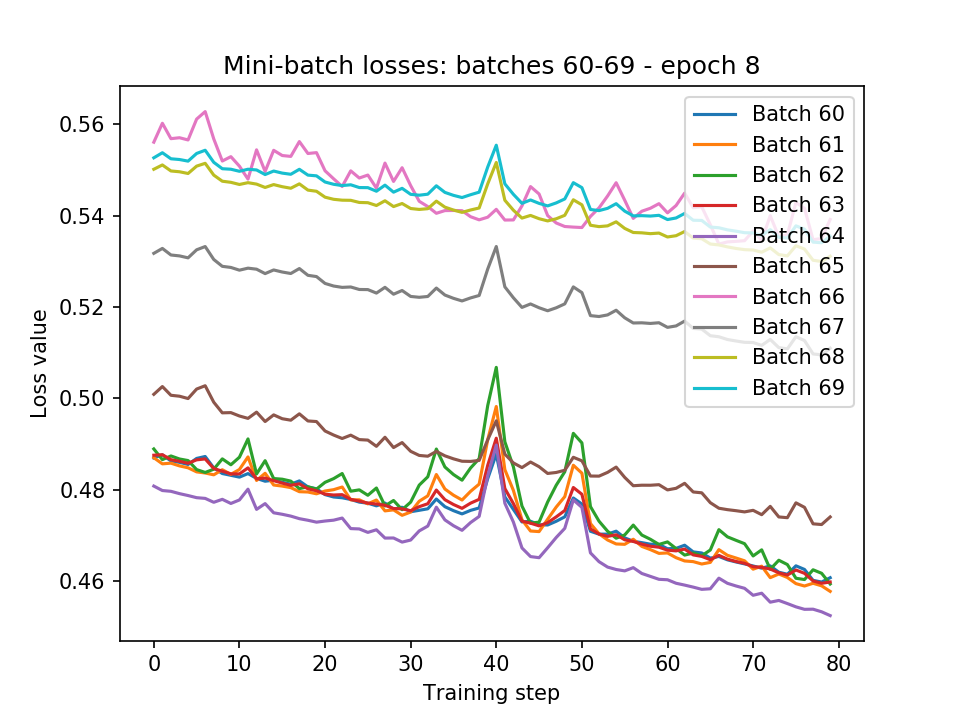 Mini-batch losses: batches 60-69 - epoch 8
Batch 60
Batch 61
Batch 62
Batch 63
Batch 64
Batch 65
Batch 66
Batch 67
Batch 68
Batch 69
0.56
0.54
0.52
0.50
0.48
0.46
Loss value
0 10 20 30 40 50 60 70 80
Training step